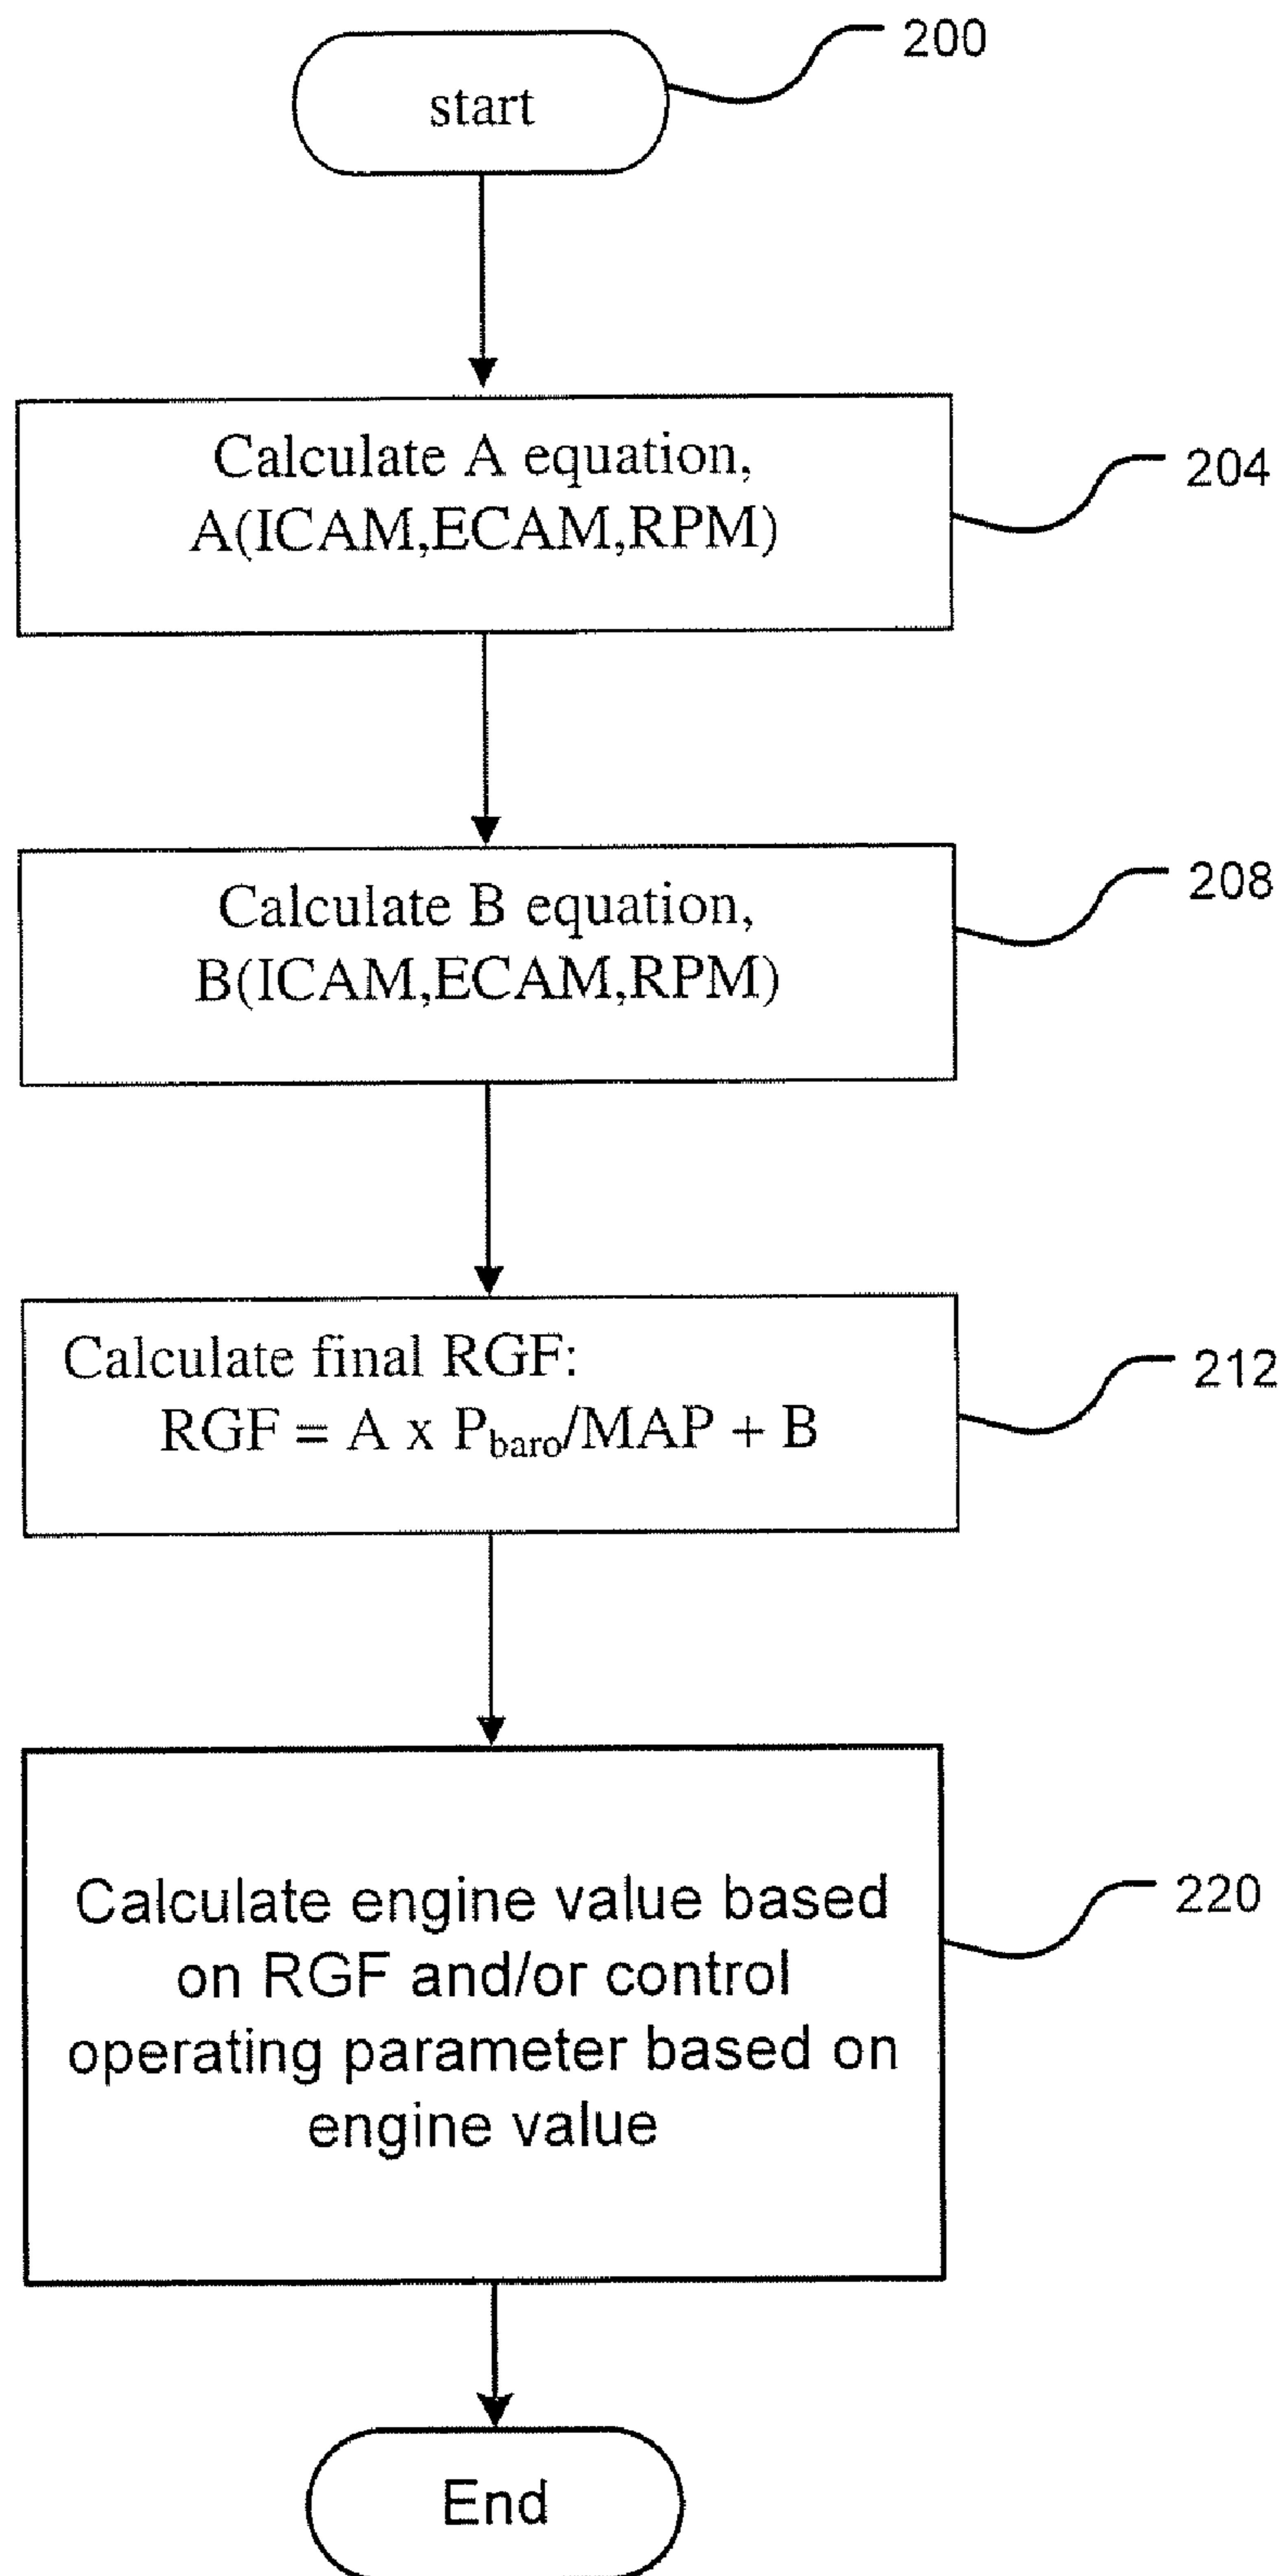 200
start
Calculate A equation,
A(ICAM,ECAM,RPM)
204
Calculate B equation,
B(ICAM,ECAM,RPM)
208
Calculate final RGF:
RGF = A x Pbaro/MAP + B
212
Calculate engine value based
on RGF and/or control
operating parameter based on
engine value
220
End